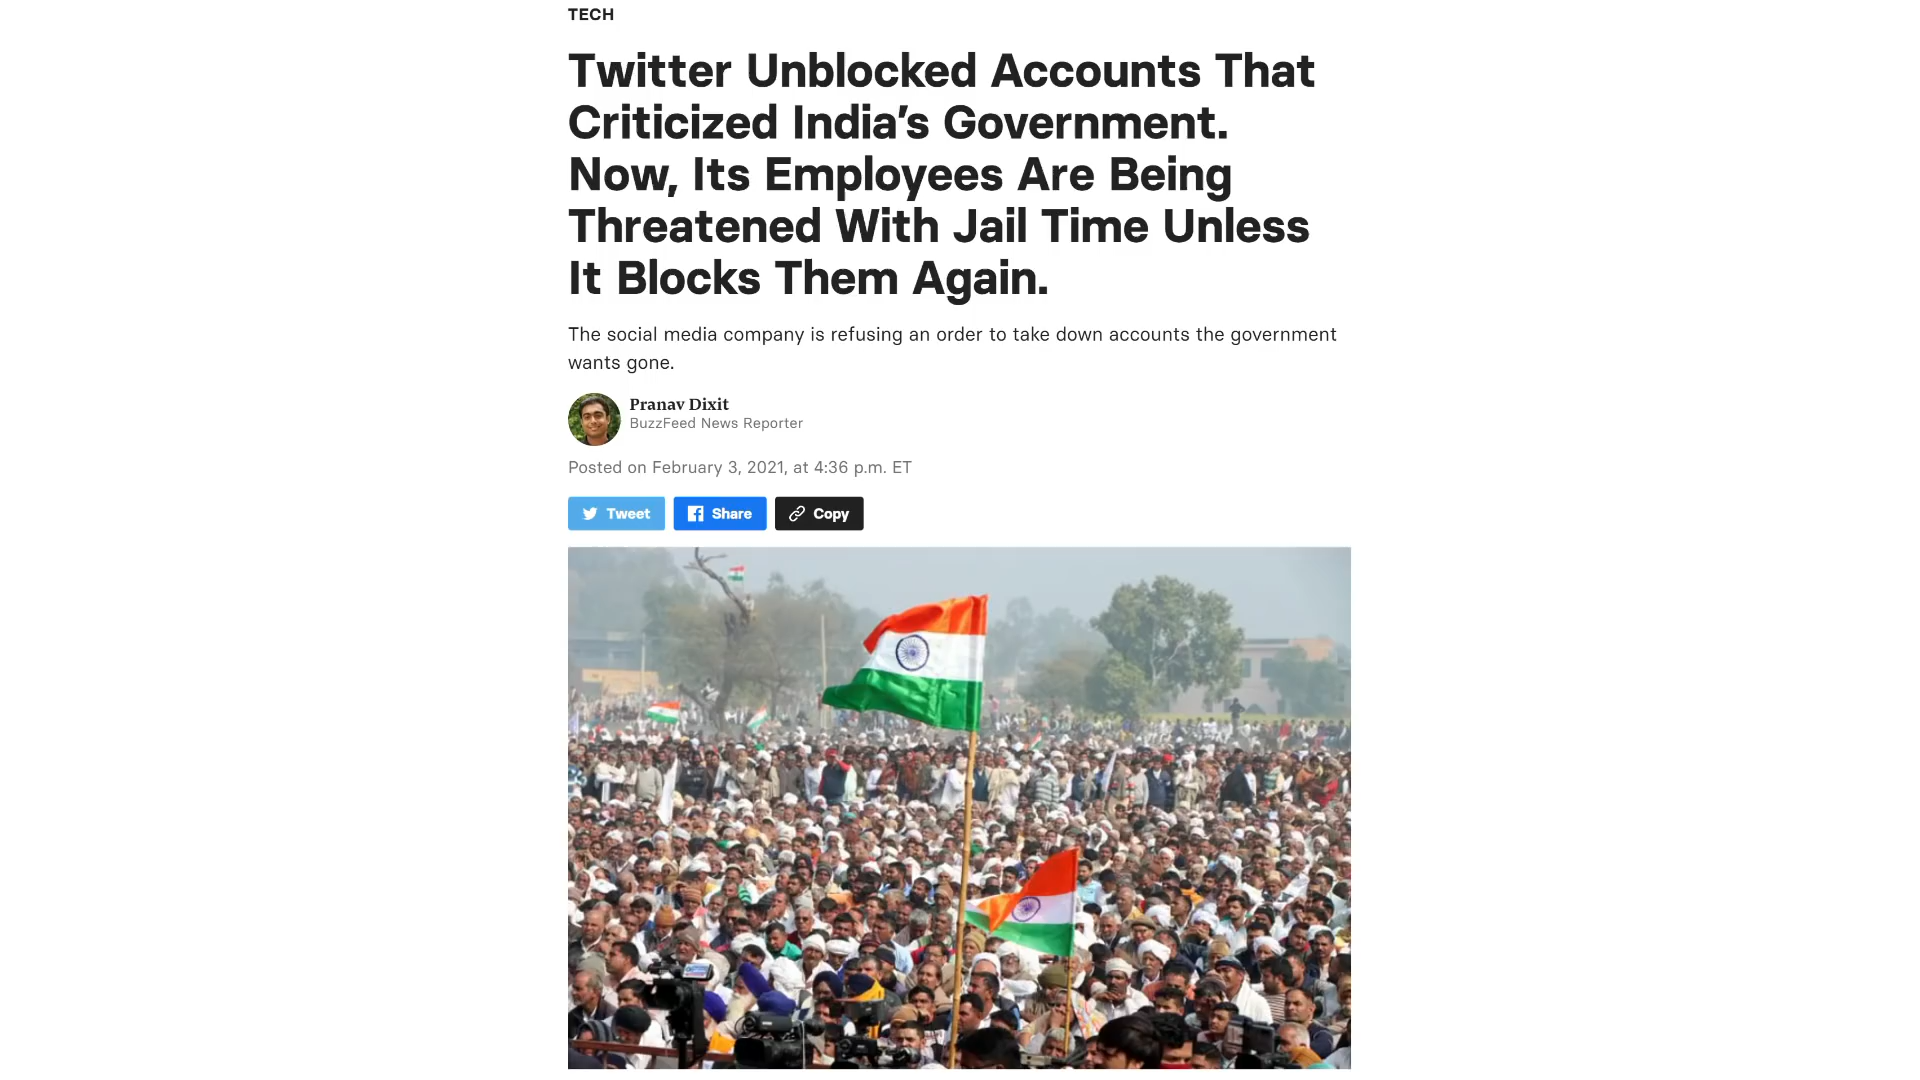 TECH
Twitter Unblocked Accounts That
Criticized India’s Government.
Now, Its Employees Are Being
Threatened With Jail Time Unless
It Blocks Them Again.
The social media company is refusing an order to take down accounts the government
wants gone.
Pranav Dixit
BuzzFeed News Reporter
Posted on February 3, 2021, at 4:36 p.m. ET
Tweet Share Copy